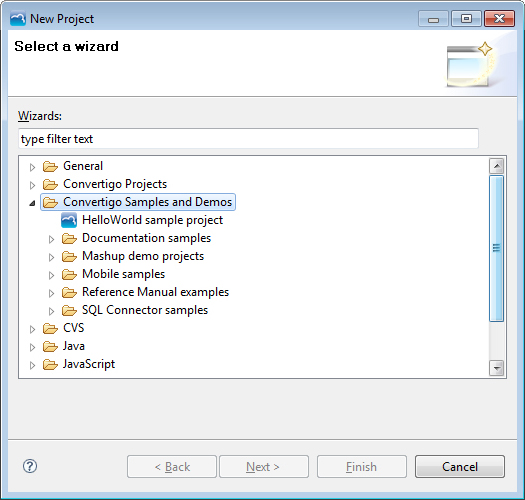 New Project
Select a wizard
Wizards:
type filter text
General
Convertigo Projects
Convertigo Samples and Demos
HelloWorld sample project
Documentation samples
Mashup demo projects
Mobile samples
Reference Manual examples
SQL Connector samples
CVS
Java
JavaScript
? < Back Next > Finish Cancel